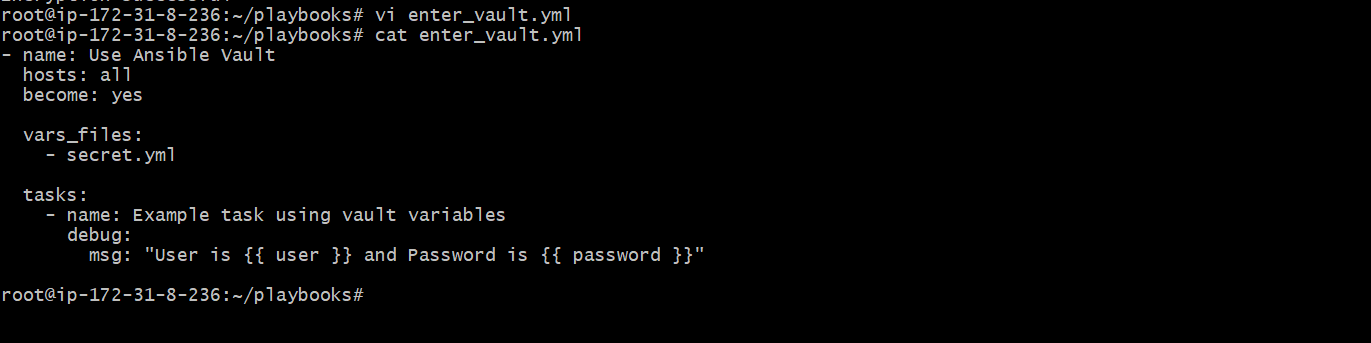 root@ip-172-31-8-236:~/playbooks# vi enter_vault.yml
root@ip-172-31-8-236:~/playbooks# cat enter_vault.yml
- name: Use Ansible Vault
  hosts: all
  become: yes

  vars_files:
    - secret.yml

  tasks:
    - name: Example task using vault variables
      debug:
        msg: "User is {{ user }} and Password is {{ password }}"

root@ip-172-31-8-236:~/playbooks#